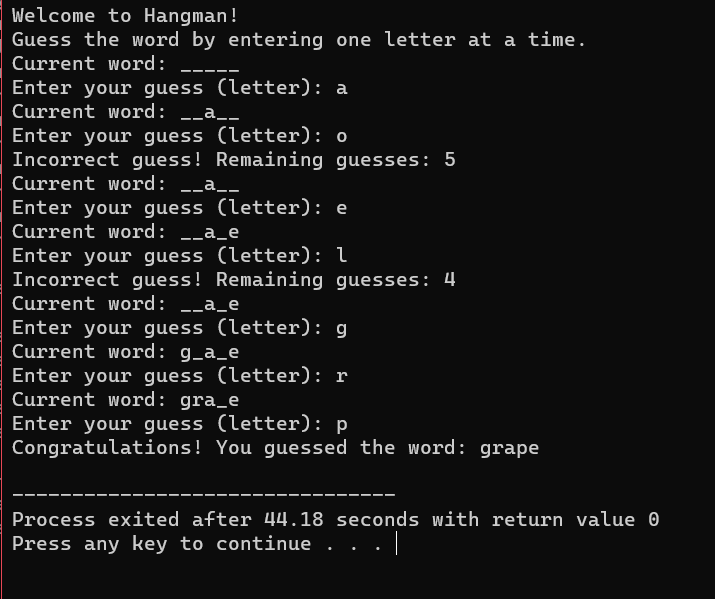 Welcome to Hangman!
Guess the word by entering one letter at a time.
Current word: _____
Enter your guess (letter): a
Current word: __a__
Enter your guess (letter): o
Incorrect guess! Remaining guesses: 5
Current word: __a__
Enter your guess (letter): e
Current word: __a_e
Enter your guess (letter): l
Incorrect guess! Remaining guesses: 4
Current word: __a_e
Enter your guess (letter): g
Current word: g_a_e
Enter your guess (letter): r
Current word: gra_e
Enter your guess (letter): p
Congratulations! You guessed the word: grape
--------------------------------
Process exited after 44.18 seconds with return value 0
Press any key to continue . . .